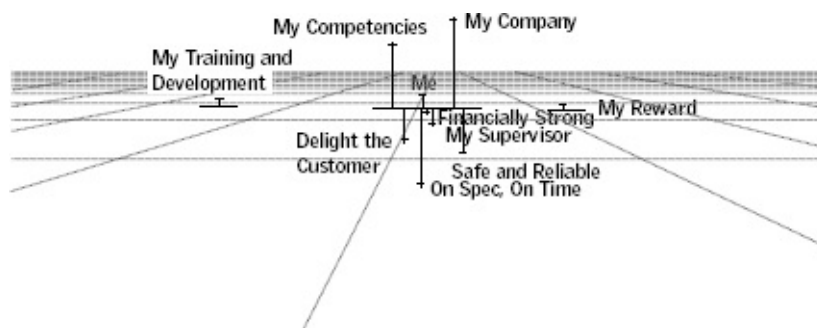 My Company
My Competencies
My Training and
Development
Me
My Reward
Financially Strong
My Supervisor
Delight the
Customer
Safe and Reliable
On Spec, On Time